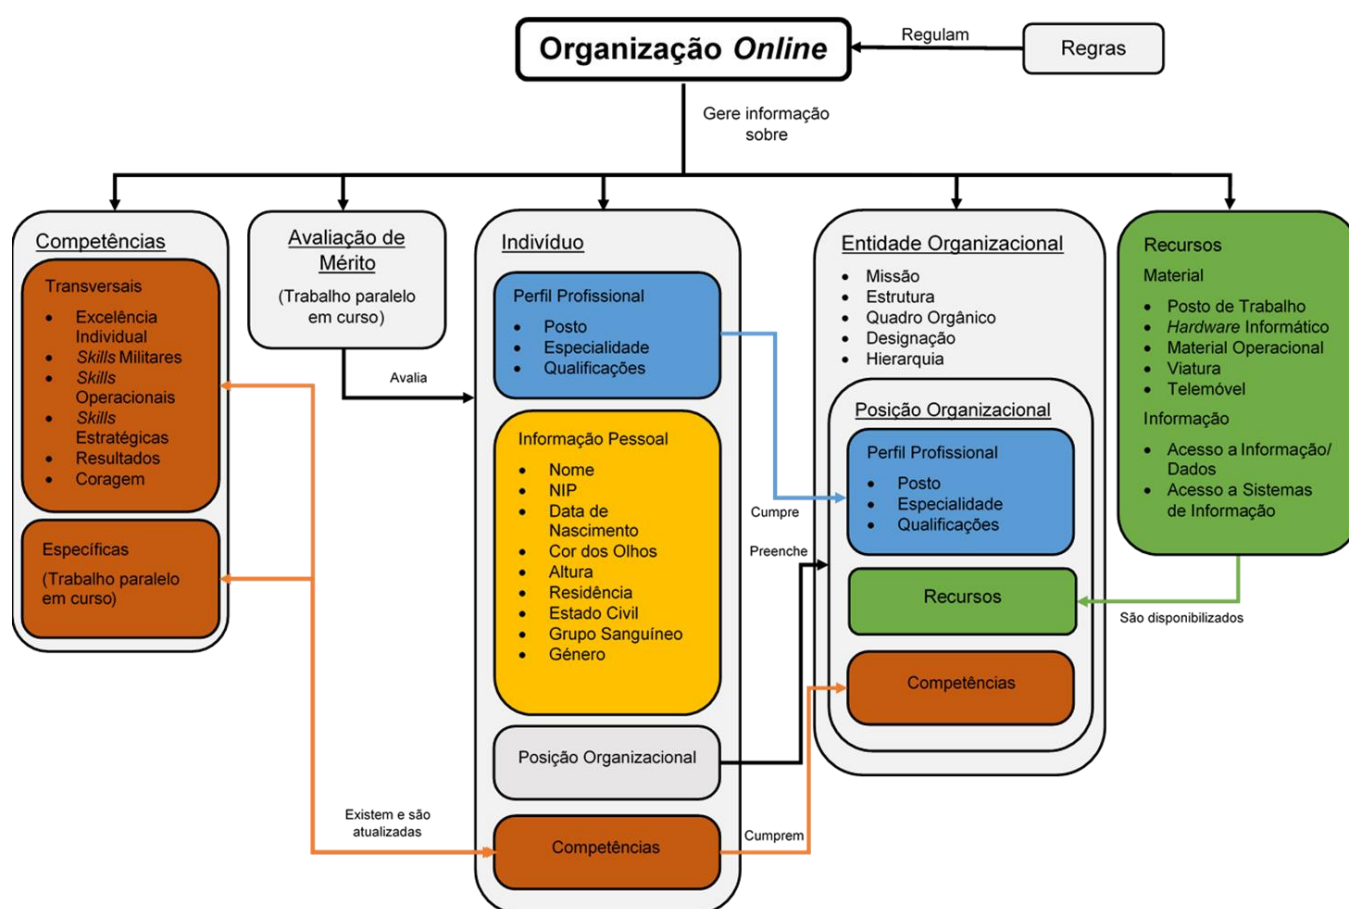 Organização Online
Regulam
Regras
Gere informação
sobre
Competências
Transversais
• Excelência
Individual
• Skills Militares
• Skills
Operacionais
• Skills
Estratégicas
• Resultados
• Coragem
Específicas
(Trabalho paralelo
em curso)
Avaliação de
Mérito
(Trabalho paralelo
em curso)
Avalia
Indivíduo
Perfil Profissional
• Posto
• Especialidade
• Qualificações
Informação Pessoal
• Nome
• NIP
• Data de
Nascimento
• Cor dos Olhos
• Altura
• Residência
• Estado Civil
• Grupo Sanguíneo
• Género
Posição Organizacional
Competências
Existem e são
atualizadas
Cumpre
Preenche
Cumprem
Entidade Organizacional
• Missão
• Estrutura
• Quadro Orgânico
• Designação
• Hierarquia
Posição Organizacional
Perfil Profissional
• Posto
• Especialidade
• Qualificações
Recursos
Competências
Recursos
Material
• Posto de Trabalho
• Hardware Informático
• Material Operacional
• Viatura
• Telemóvel
Informação
• Acesso a Informação/
Dados
• Acesso a Sistemas
de Informação
São disponibilizados